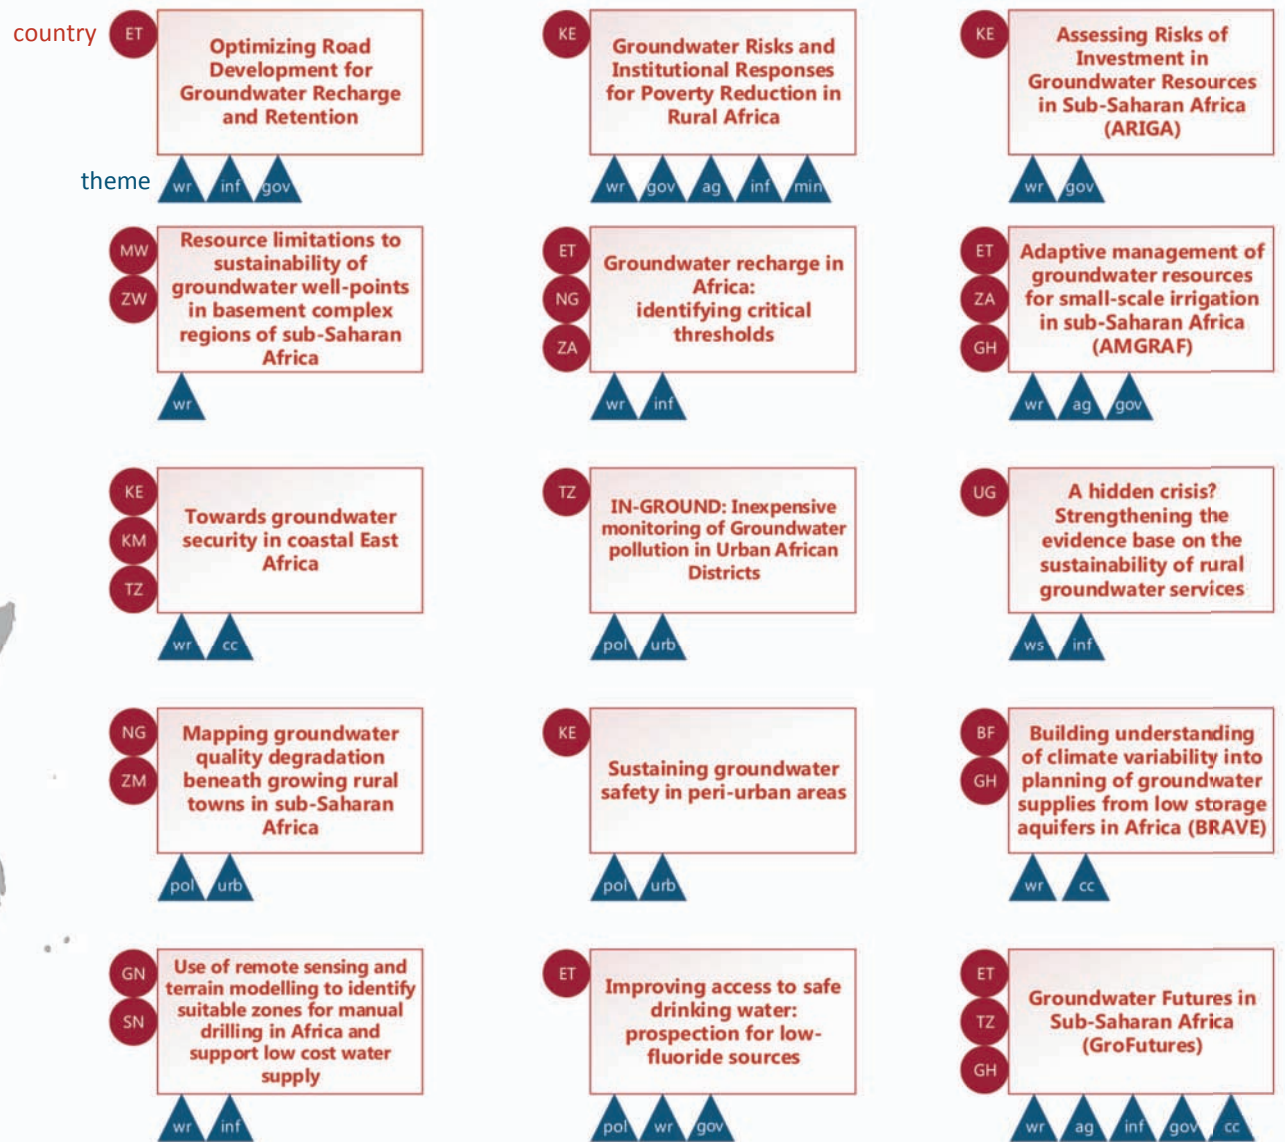 country
ET
Optimizing Road
Development for
Groundwater Recharge
and Retention
theme
wr inf gov
KE
Groundwater Risks and
Institutional Responses
for Poverty Reduction in
Rural Africa
wr gov ag inf min
KE
Assessing Risks of
Investment in
Groundwater Resources
in Sub-Saharan Africa
(ARIGA)
wr gov
MW
ZW
Resource limitations to
sustainability of
groundwater well-points
in basement complex
regions of sub-Saharan
Africa
wr
ET
NG
ZA
Groundwater recharge in
Africa:
identifying critical
thresholds
wr inf
ET
ZA
GH
Adaptive management of
groundwater resources
for small-scale irrigation
in sub-Saharan Africa
(AMGRAF)
wr ag gov
KE
KM
TZ
Towards groundwater
security in coastal East
Africa
wr cc
TZ
IN-GROUND: Inexpensive
monitoring of Groundwater
pollution in Urban African
Districts
pol urb
UG
A hidden crisis?
Strengthening the
evidence base on the
sustainability of rural
groundwater services
ws inf
NG
ZM
Mapping groundwater
quality degradation
beneath growing rural
towns in sub-Saharan
Africa
pol urb
KE
Sustaining groundwater
safety in peri-urban areas
pol urb
BF
GH
Building understanding
of climate variability into
planning of groundwater
supplies from low storage
aquifers in Africa (BRAVE)
wr cc
GN
SN
Use of remote sensing and
terrain modelling to identify
suitable zones for manual
drilling in Africa and
support low cost water
supply
wr inf
ET
Improving access to safe
drinking water:
prospection for low-
fluoride sources
pol wr gov
ET
TZ
GH
Groundwater Futures in
Sub-Saharan Africa
(GroFutures)
wr ag inf gov cc